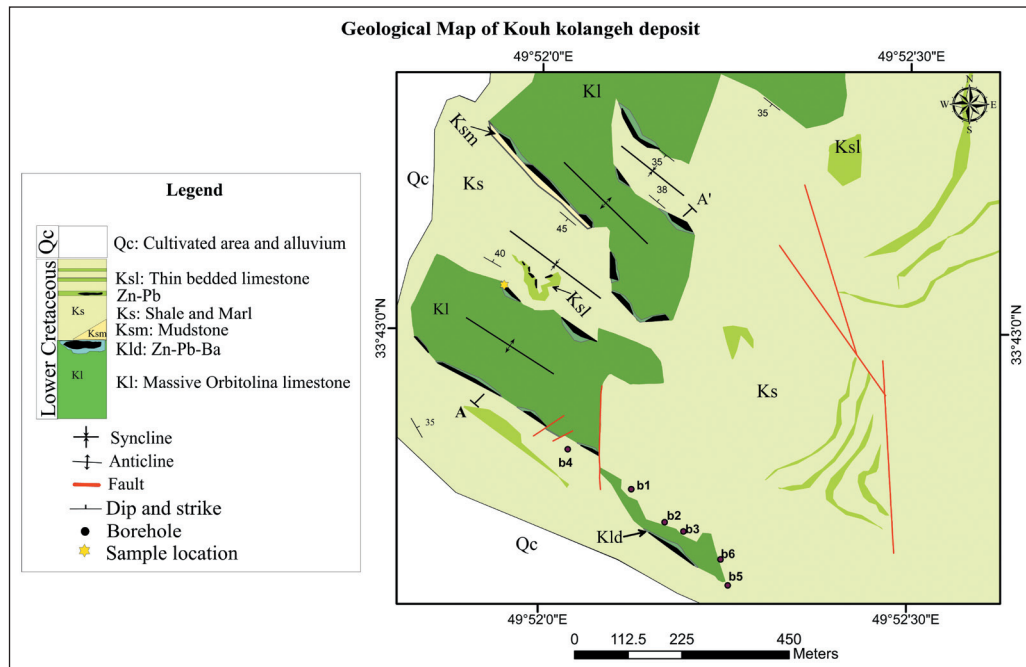 Geological Map of Kouh kolangeh deposit
49°52'0"E
49°52'30"E
N
W
E
S
Kl
35
Ksl
Ksm
35
Qc
Ks
38
A'
45
40
Ksl
Kl
33°43'0"N
33°43'0"N
Ks
A
35
b4
b1
b2
b3
Kld
Qc
b6
b5
49°52'0"E
49°52'30"E
0
112.5
225
450
Meters
Legend
Qc
Qc: Cultivated area and alluvium
Lower Cretaceous
Ksl: Thin bedded limestone
Zn-Pb
Ks
Ks: Shale and Marl
Ksm
Ksm: Mudstone
Kld: Zn-Pb-Ba
Kl
Kl: Massive Orbitolina limestone
Syncline
Anticline
Fault
Dip and strike
Borehole
Sample location